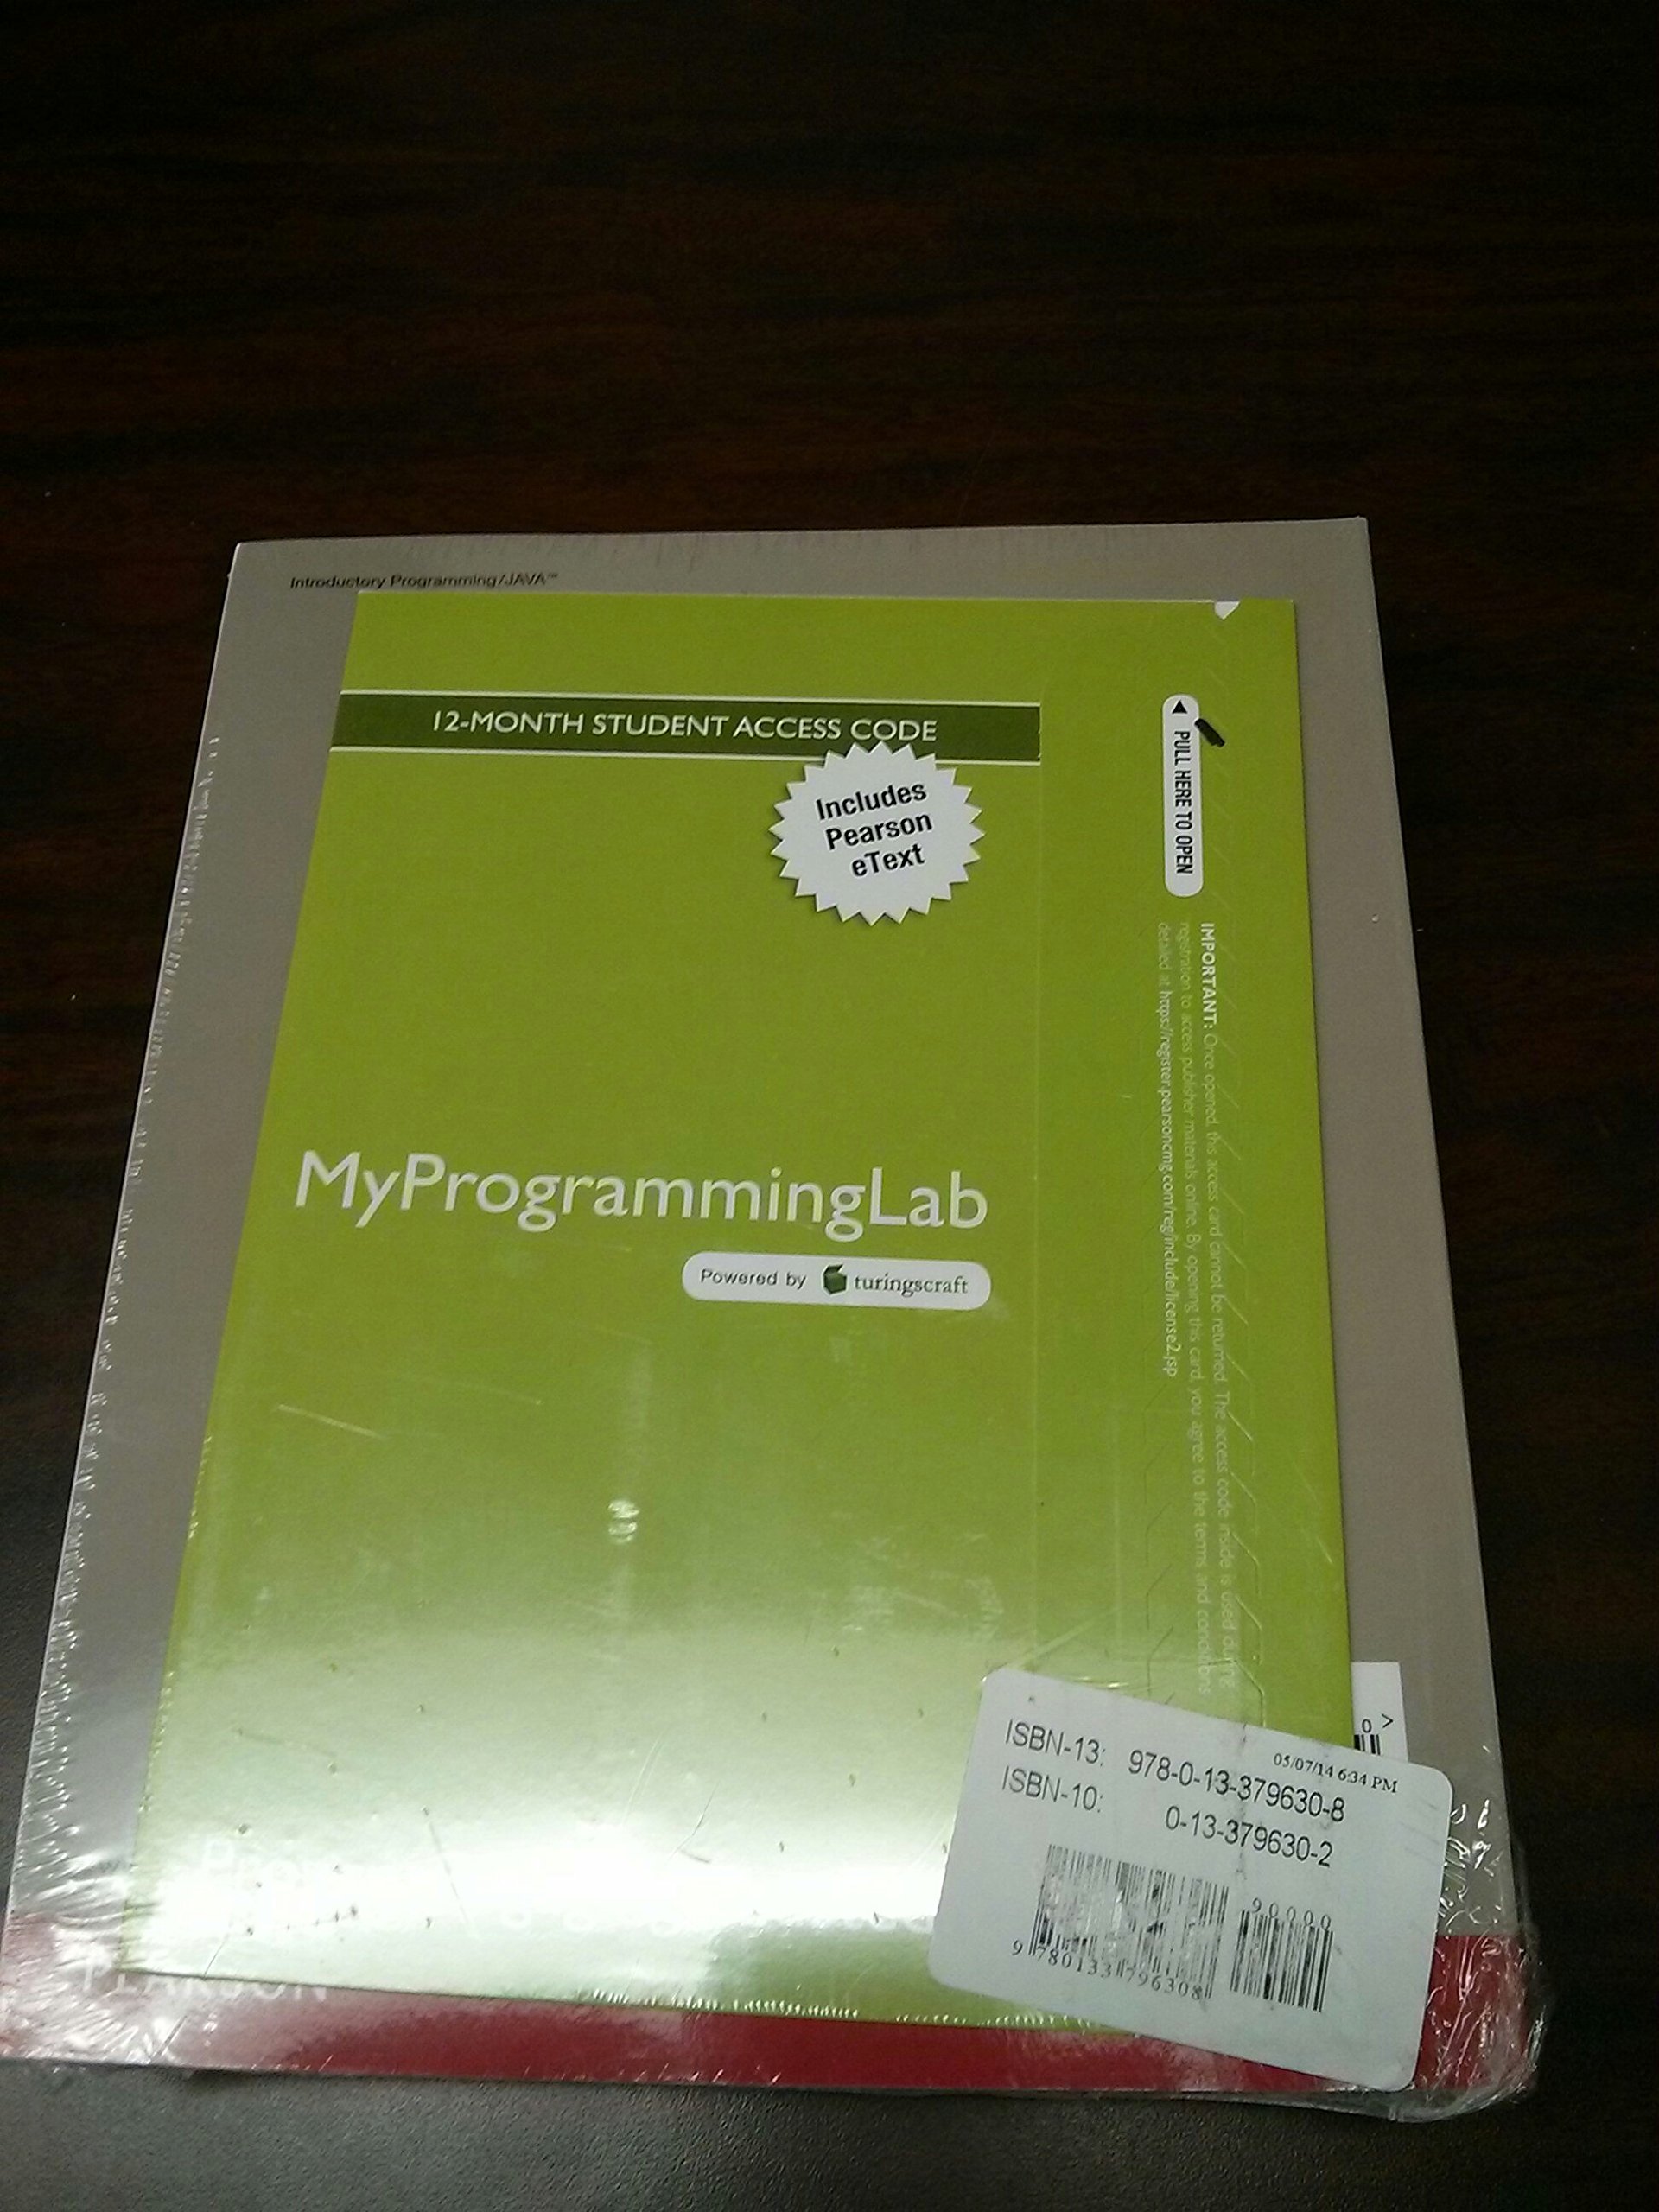 Introductory Programming/JAVA™
12-MONTH STUDENT ACCESS CODE
Includes
Pearson
eText
MyProgrammingLab
Powered by turingscraft
PULL HERE TO OPEN
IMPORTANT: Once opened, this access card cannot be returned. The access code inside is used during
registration to access publisher materials online. By opening this card, you agree to the terms and conditions
detailed at https://register.pearsoncmg.com/reg/include/license2.jsp
0 >
05/07/14 6:34 PM
ISBN-13: 978-0-13-379630-8
ISBN-10: 0-13-379630-2
90000
9 780133 796308
PEARSON